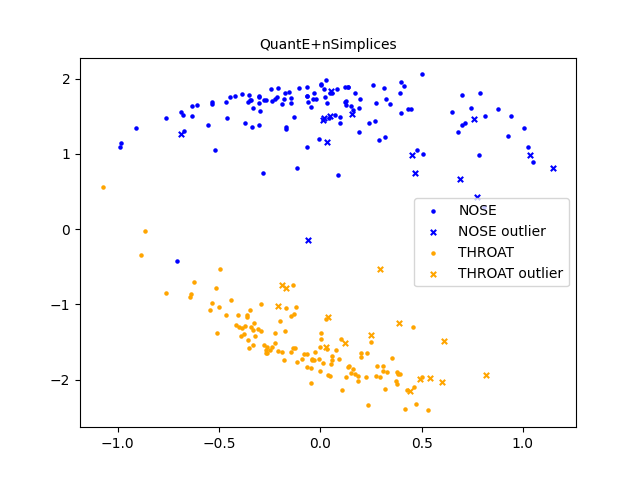 QuantE+nSimplices
2
1
0
−1
−2
−1.0
−0.5
0.0
0.5
1.0
NOSE
NOSE outlier
THROAT
THROAT outlier